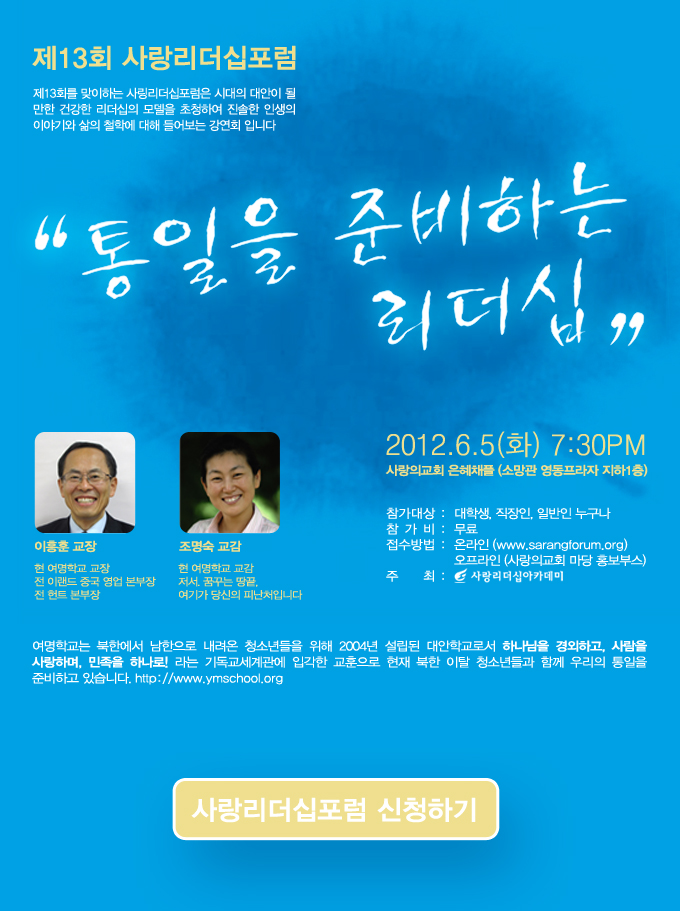 제13회 사랑리더십포럼
제13회를 맞이하는 사링리더십포럼은 시대의 대안이 될
만한 건강한 리더십의 모델을 초청하여 진솔한 인생의
이야기와 삶의 철학에 대해 들어보는 강연회 입니다
“통일을 준비하는
리더십”
2012.6.5(화) 7:30PM
사랑의교회 은혜채플 (소망관 영동프라자 지하1층)
참가대상 : 대학생, 직장인, 일반인 누구나
참 가 비 : 무료
접수방법 : 온라인 (www.sarangforum.org)
오프라인 (사랑의교회 마당 홍보부스)
주 최 : 사랑리더십아카데미
이흥훈 교장
현 여명학교 교장
전 이랜드 중국 영업 본부장
전 헌트 본부장
조명숙 교감
현 여명학교 교감
저서. 꿈꾸는 땅끝,
여기가 당신의 피난처입니다
여명학교는 북한에서 남한으로 내려온 청소년들을 위해 2004년 설립된 대안학교로서 하나님을 경외하고, 사람을
사랑하며, 민족을 하나로! 라는 기독교세계관에 입각한 교훈으로 현재 북한 이탈 청소년들과 함께 우리의 통일을
준비하고 있습니다. http://www.ymschool.org
사랑리더십포럼 신청하기